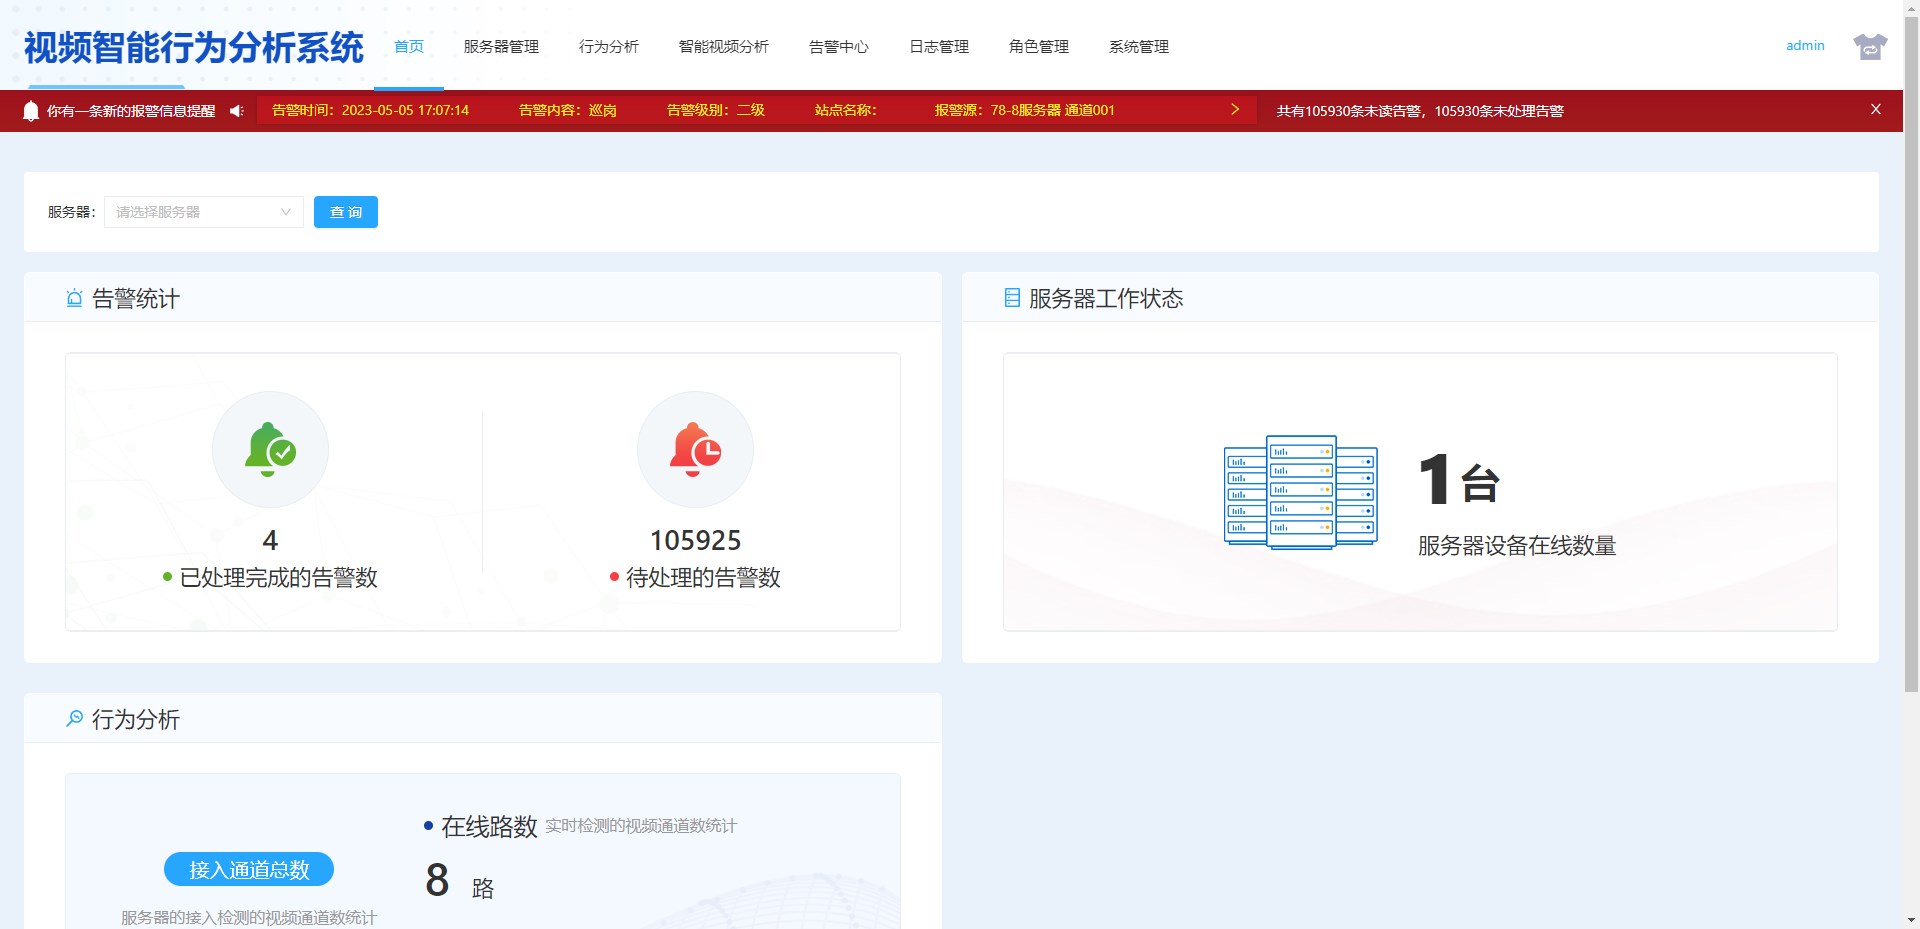 视频智能行为分析系统 首页 服务器管理 行为分析 智能视频分析 告警中心 日志管理 角色管理 系统管理 admin
你有一条新的报警信息提醒 告警时间：2023-05-05 17:07:14 告警内容：巡岗 告警级别：二级 站点名称： 报警源：78-8服务器 通道001 共有105930条未读告警，105930条未处理告警
服务器： 请选择服务器 查 询
告警统计
4
已处理完成的告警数
105925
待处理的告警数
服务器工作状态
1台
服务器设备在线数量
行为分析
接入通道总数
服务器的接入检测的视频通道数统计
在线路数 实时检测的视频通道数统计
8 路